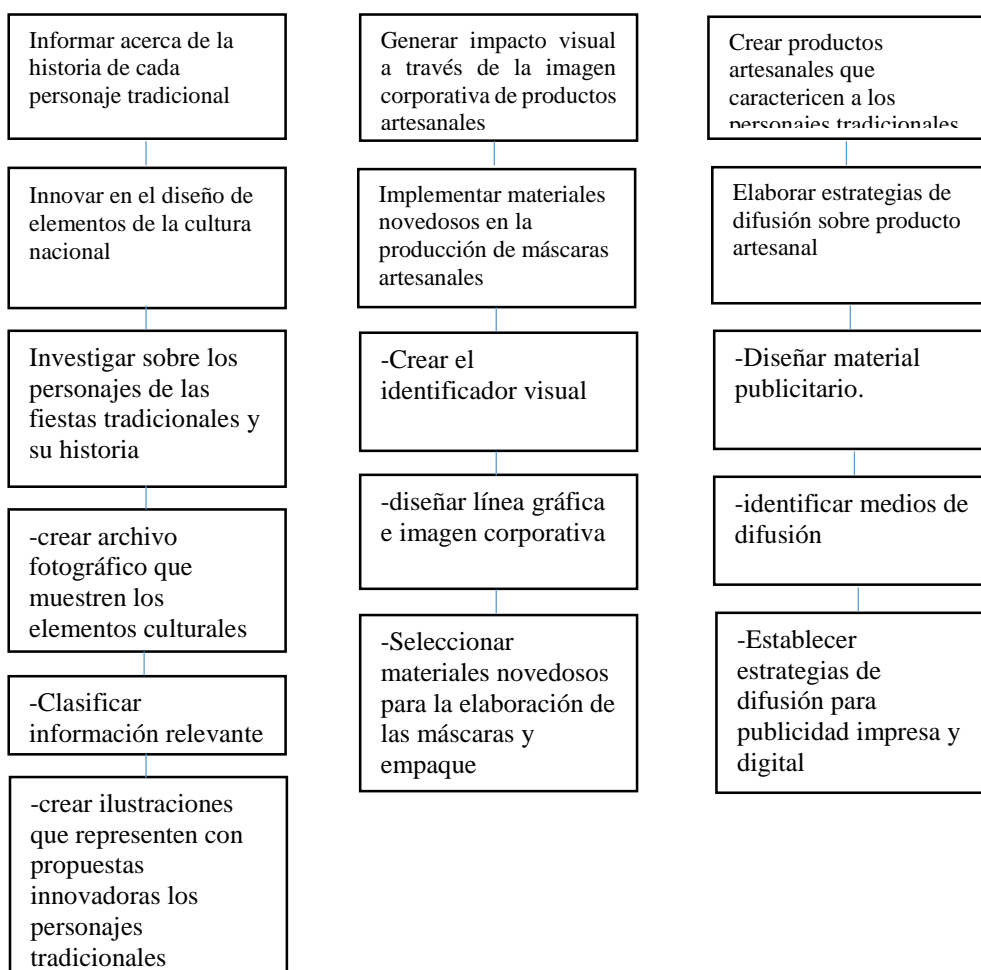 Informar acerca de la
historia de cada
personaje tradicional
Innovar en el diseño de
elementos de la cultura
nacional
Investigar sobre los
personajes de las
fiestas tradicionales y
su historia
-crear archivo
fotográfico que
muestren los
elementos culturales
-Clasificar
información relevante
-crear ilustraciones
que representen con
propuestas
innovadoras los
personajes
tradicionales
Generar impacto visual
a través de la imagen
corporativa de productos
artesanales
Implementar materiales
novedosos en la
producción de máscaras
artesanales
-Crear el
identificador visual
-diseñar línea gráfica
e imagen corporativa
-Seleccionar
materiales novedosos
para la elaboración de
las máscaras y
empaque
Crear productos
artesanales que
caractericen a los
personajes tradicionales
Elaborar estrategias de
difusión sobre producto
artesanal
-Diseñar material
publicitario.
-identificar medios de
difusión
-Establecer
estrategias de
difusión para
publicidad impresa y
digital